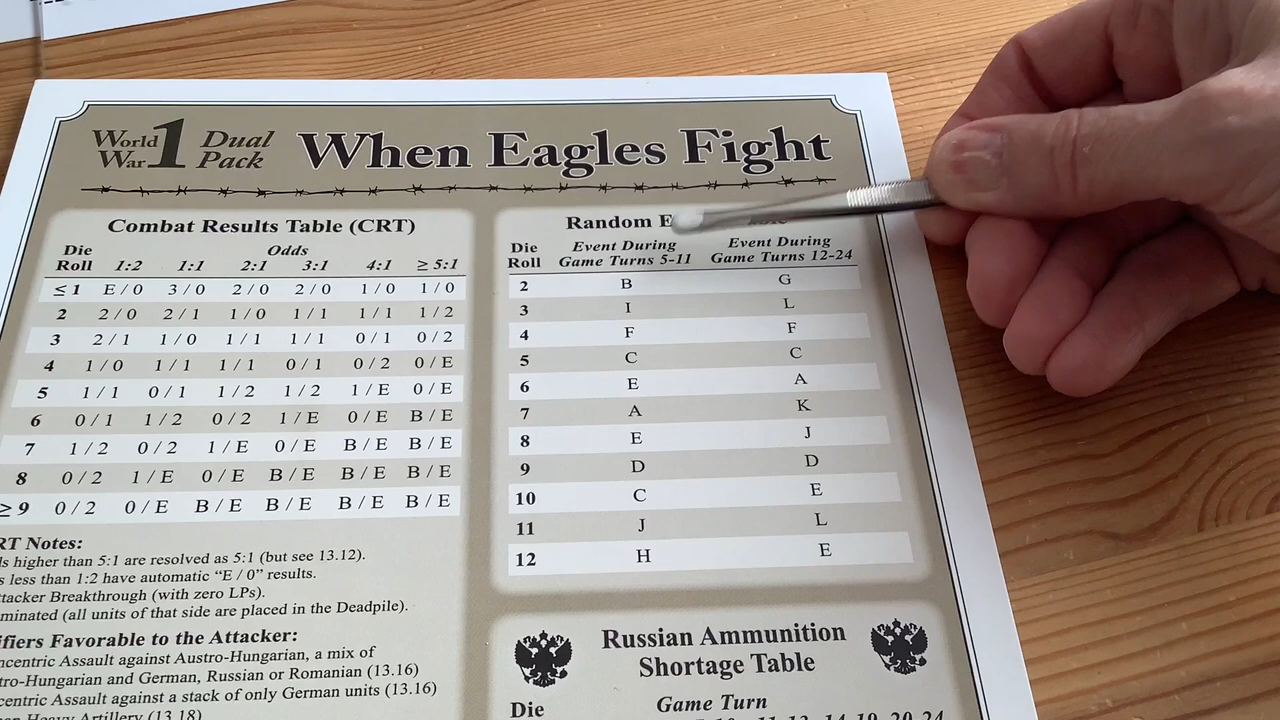 World War 1 Dual Pack When Eagles Fight
Combat Results Table (CRT)
Die Roll Odds
1:2 1:1 2:1 3:1 4:1 ≥ 5:1
≤ 1 E / 0 3 / 0 2 / 0 2 / 0 1 / 0 1 / 0
2 2 / 0 2 / 1 1 / 0 1 / 1 1 / 1 1 / 2
3 2 / 1 1 / 0 1 / 1 1 / 1 0 / 1 0 / 2
4 1 / 0 1 / 1 1 / 1 0 / 1 0 / 2 0 / E
5 1 / 1 0 / 1 1 / 2 1 / 2 1 / E 0 / E
6 0 / 1 1 / 2 0 / 2 1 / E 0 / E B / E
7 1 / 2 0 / 2 1 / E 0 / E B / E B / E
8 0 / 2 1 / E 0 / E B / E B / E B / E
≥ 9 0 / 2 0 / E B / E B / E B / E B / E
RT Notes:
higher than 5:1 are resolved as 5:1 (but see 13.12).
less than 1:2 have automatic “E / 0” results.
ttacker Breakthrough (with zero LPs).
minated (all units of that side are placed in the Deadpile).
ifiers Favorable to the Attacker:
ncentric Assault against Austro-Hungarian, a mix of
tro-Hungarian and German, Russian or Romanian (13.16)
centric Assault against a stack of only German units (13.16)
Heavy Artillery (13.18)
Random E
Die Roll Event During Game Turns 5-11 Event During Game Turns 12-24
2 B G
3 I L
4 F F
5 C C
6 E A
7 A K
8 E J
9 D D
10 C E
11 J L
12 H E
Russian Ammunition
Shortage Table
Game Turn
Die
14-19 20-24